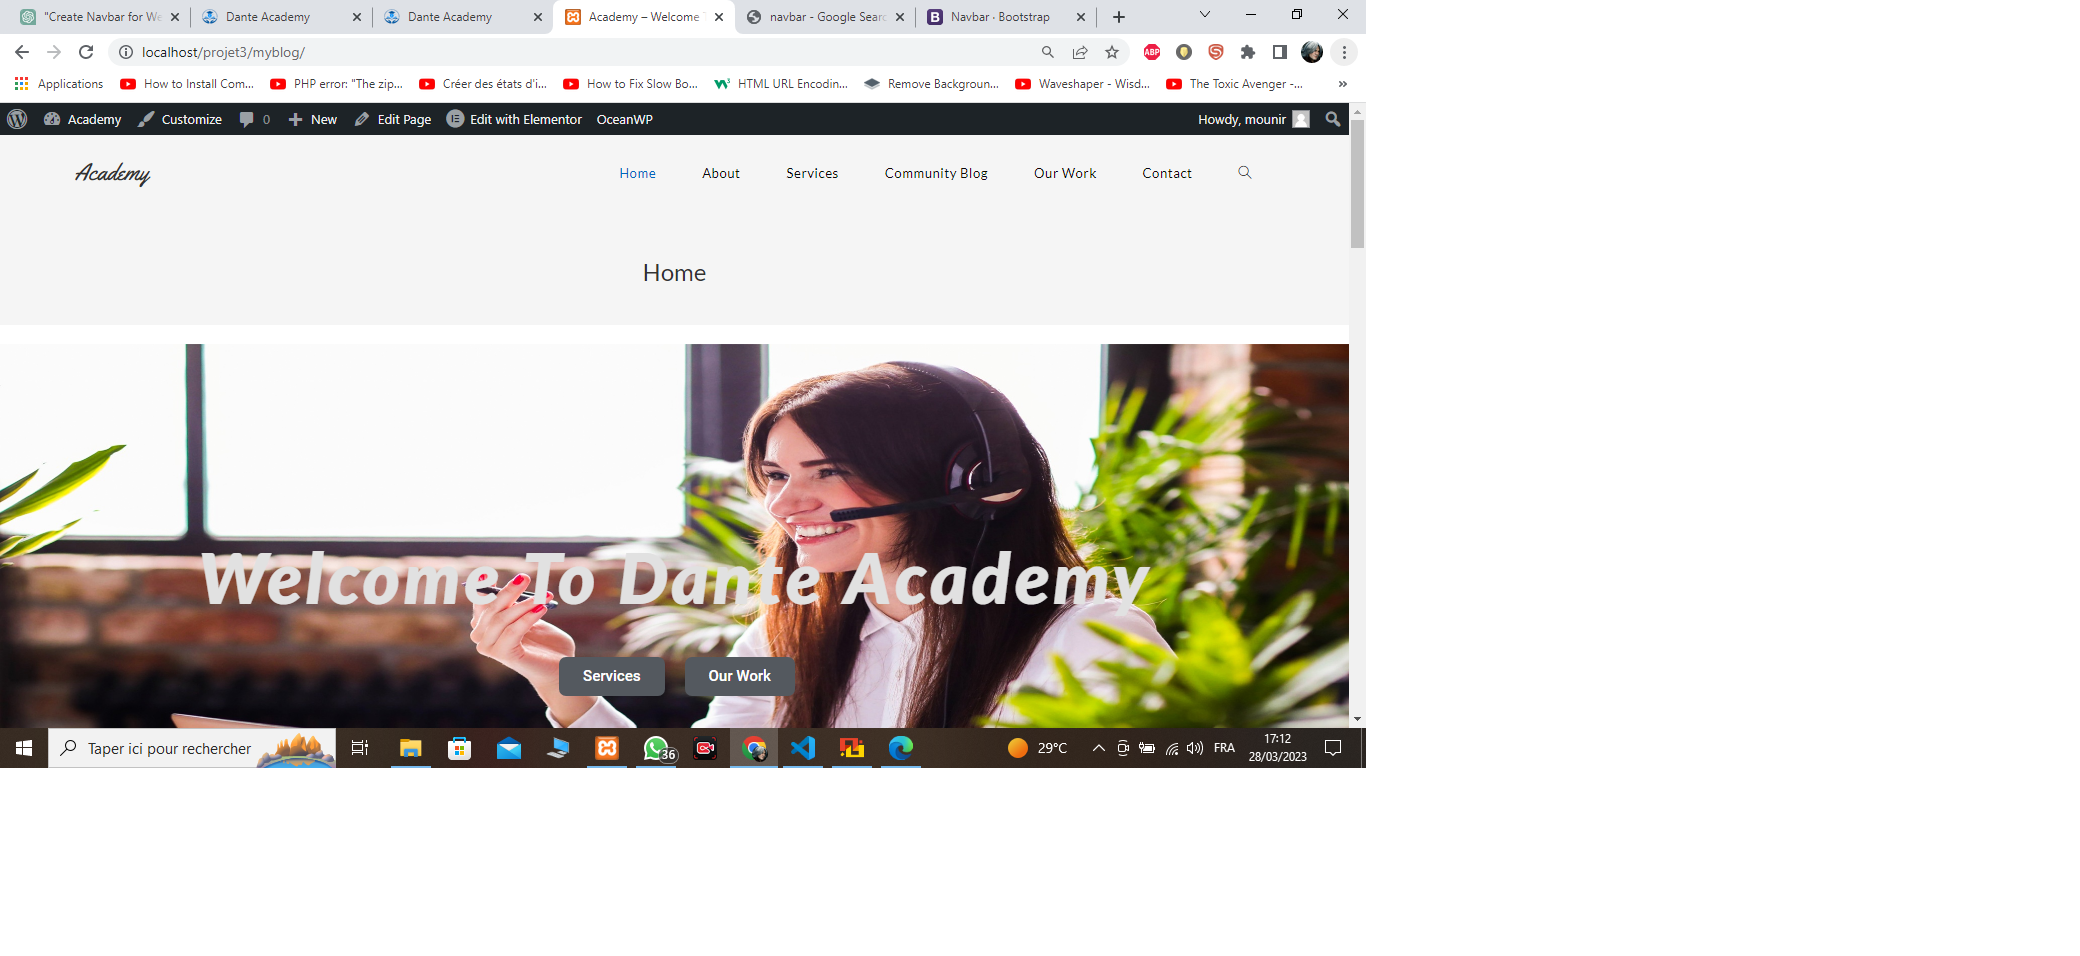 "Create Navbar for We
Dante Academy
Dante Academy
Academy – Welcome T
navbar - Google Searc
Navbar · Bootstrap
localhost/projet3/myblog/
ABP
Applications
How to Install Com...
PHP error: "The zip...
Créer des états d'i...
How to Fix Slow Bo...
HTML URL Encodin...
Remove Backgroun...
Waveshaper - Wisd...
The Toxic Avenger -...
»
Academy
Customize
0
New
Edit Page
Edit with Elementor
OceanWP
Howdy, mounir
Academy
Home
About
Services
Community Blog
Our Work
Contact
Home
Welcome To Dante Academy
Services
Our Work
Taper ici pour rechercher
36
29°C
FRA
17:12
28/03/2023